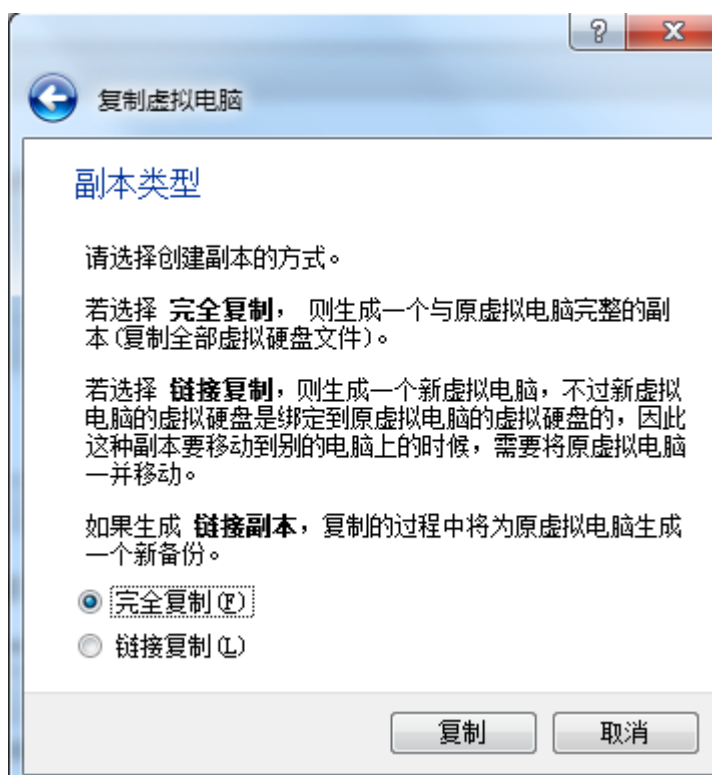 复制虚拟电脑
副本类型
请选择创建副本的方式。
若选择 完全复制， 则生成一个与原虚拟电脑完整的副
本(复制全部虚拟硬盘文件)。
若选择 链接复制，则生成一个新虚拟电脑，不过新虚拟
电脑的虚拟硬盘是绑定到原虚拟电脑的虚拟硬盘的，因此
这种副本要移动到别的电脑上的时候，需要将原虚拟电脑
一并移动。
如果生成 链接副本，复制的过程中将为原虚拟电脑生成
一个新备份。
完全复制(F)
链接复制(L)
复制
取消